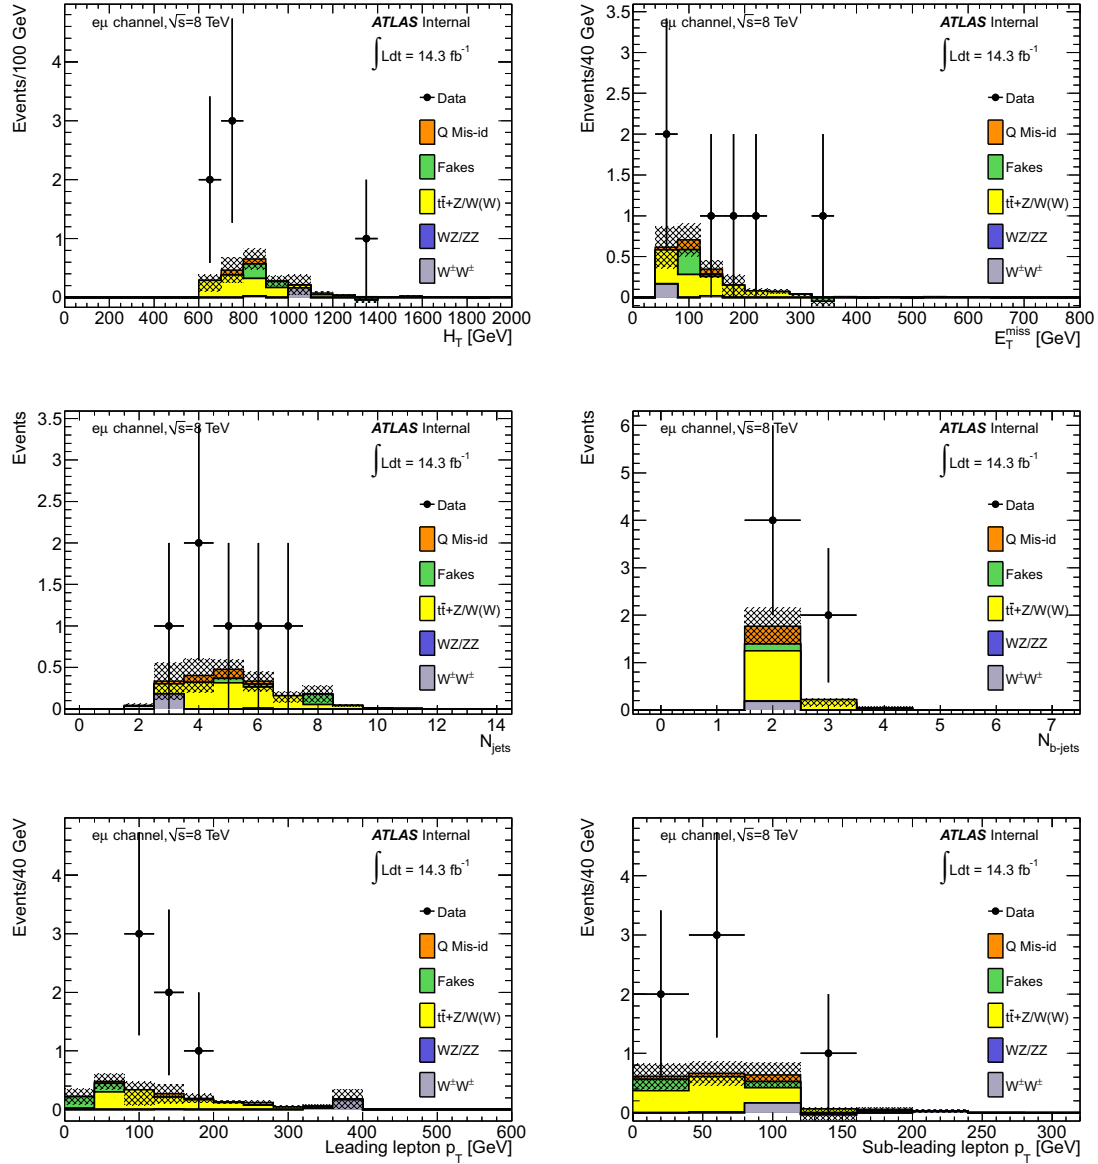 Events/100 GeV
eμ channel, √s=8 TeV
ATLAS Internal
∫Ldt = 14.3 fb⁻¹
Data
Q Mis-id
Fakes
tt̄+Z/W(W)
WZ/ZZ
W±W±
4
3
2
1
0
0 200 400 600 800 1000 1200 1400 1600 1800 2000
H_T [GeV]
Envents/40 GeV
eμ channel, √s=8 TeV
ATLAS Internal
∫Ldt = 14.3 fb⁻¹
Data
Q Mis-id
Fakes
tt̄+Z/W(W)
WZ/ZZ
W±W±
3.5
3
2.5
2
1.5
1
0.5
0
0 100 200 300 400 500 600 700 800
E_T^miss [GeV]
Events
eμ channel, √s=8 TeV
ATLAS Internal
∫Ldt = 14.3 fb⁻¹
Data
Q Mis-id
Fakes
tt̄+Z/W(W)
WZ/ZZ
W±W±
3.5
3
2.5
2
1.5
1
0.5
0
0 2 4 6 8 10 12 14
N_jets
Events
eμ channel, √s=8 TeV
ATLAS Internal
∫Ldt = 14.3 fb⁻¹
Data
Q Mis-id
Fakes
tt̄+Z/W(W)
WZ/ZZ
W±W±
6
5
4
3
2
1
0
0 1 2 3 4 5 6 7
N_b-jets
Events/40 GeV
eμ channel, √s=8 TeV
ATLAS Internal
∫Ldt = 14.3 fb⁻¹
Data
Q Mis-id
Fakes
tt̄+Z/W(W)
WZ/ZZ
W±W±
4
3
2
1
0
0 100 200 300 400 500 600
Leading lepton p_T [GeV]
Events/40 GeV
eμ channel, √s=8 TeV
ATLAS Internal
∫Ldt = 14.3 fb⁻¹
Data
Q Mis-id
Fakes
tt̄+Z/W(W)
WZ/ZZ
W±W±
4
3
2
1
0
0 50 100 150 200 250 300
Sub-leading lepton p_T [GeV]